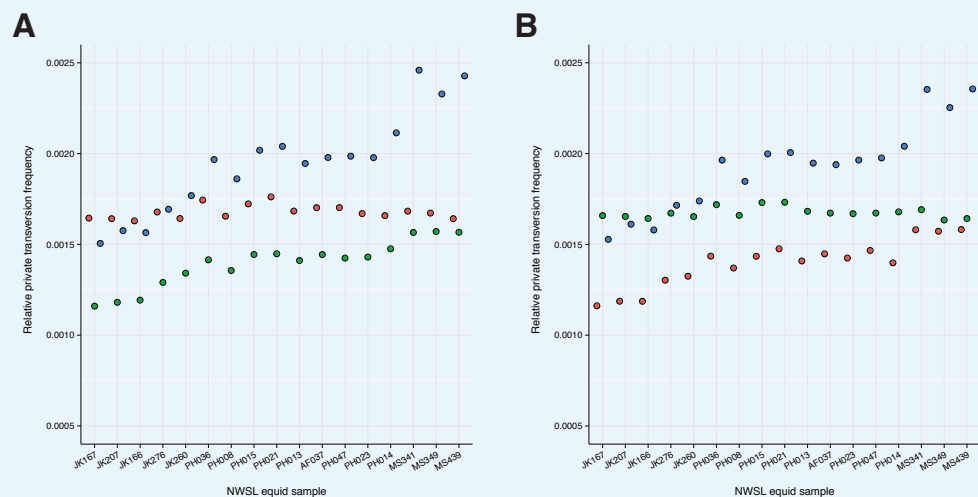 A
Relative private transversion frequency
0.0025
0.0020
0.0015
0.0010
0.0005
JK167
JK207
JK166
JK276
JK260
PH036
PH008
PH015
PH021
PH013
AF037
PH047
PH023
PH014
MS341
MS349
MS439
NWSL equid sample
B
Relative private transversion frequency
0.0025
0.0020
0.0015
0.0010
0.0005
JK167
JK207
JK166
JK276
JK260
PH036
PH008
PH015
PH021
PH013
AF037
PH023
PH047
PH014
MS341
MS349
MS439
NWSL equid sample